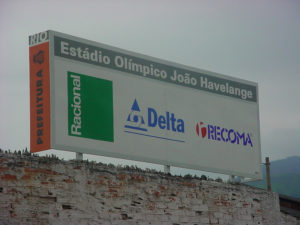 RIO
PREFEITURA
Estádio Olímpico João Havelange
Racional
Delta
RECOMA